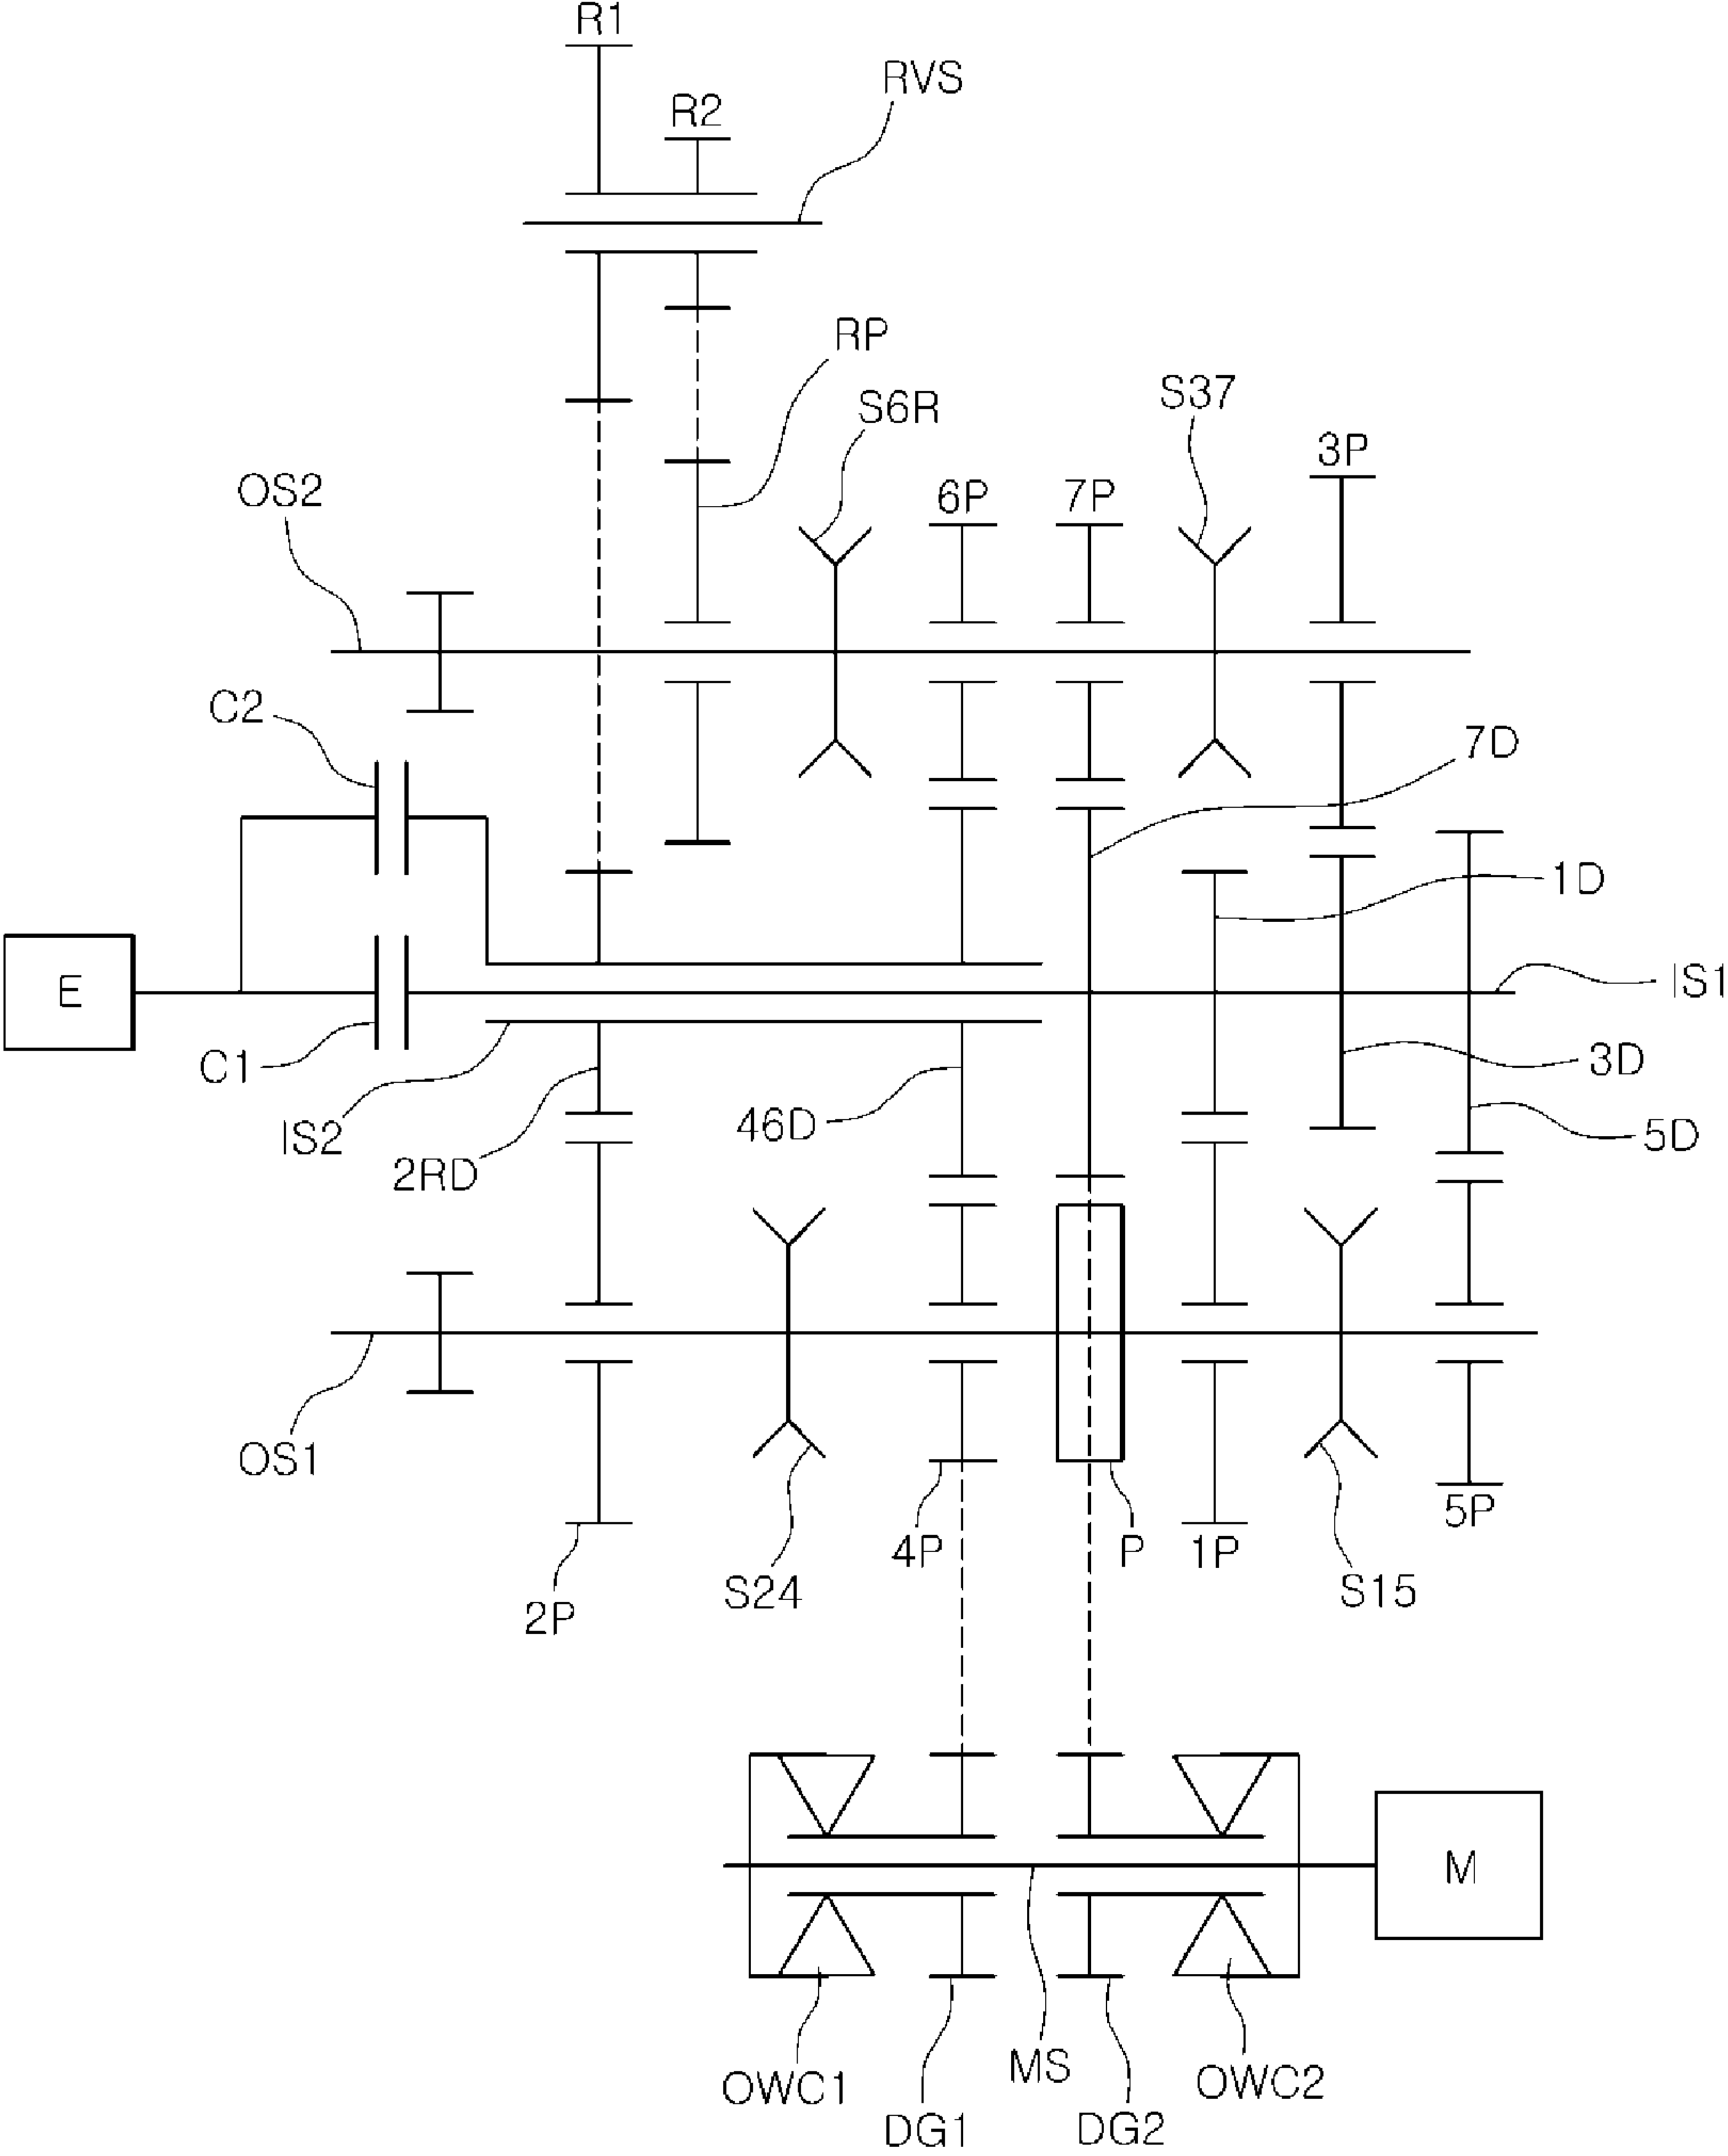 R1
RVS
R2
RP
S6R
S37
3P
OS2
6P
7P
C2
7D
1D
E
IS1
C1
3D
IS2
46D
5D
2RD
OS1
5P
4P
P
1P
S24
S15
2P
M
MS
OWC1
OWC2
DG1
DG2